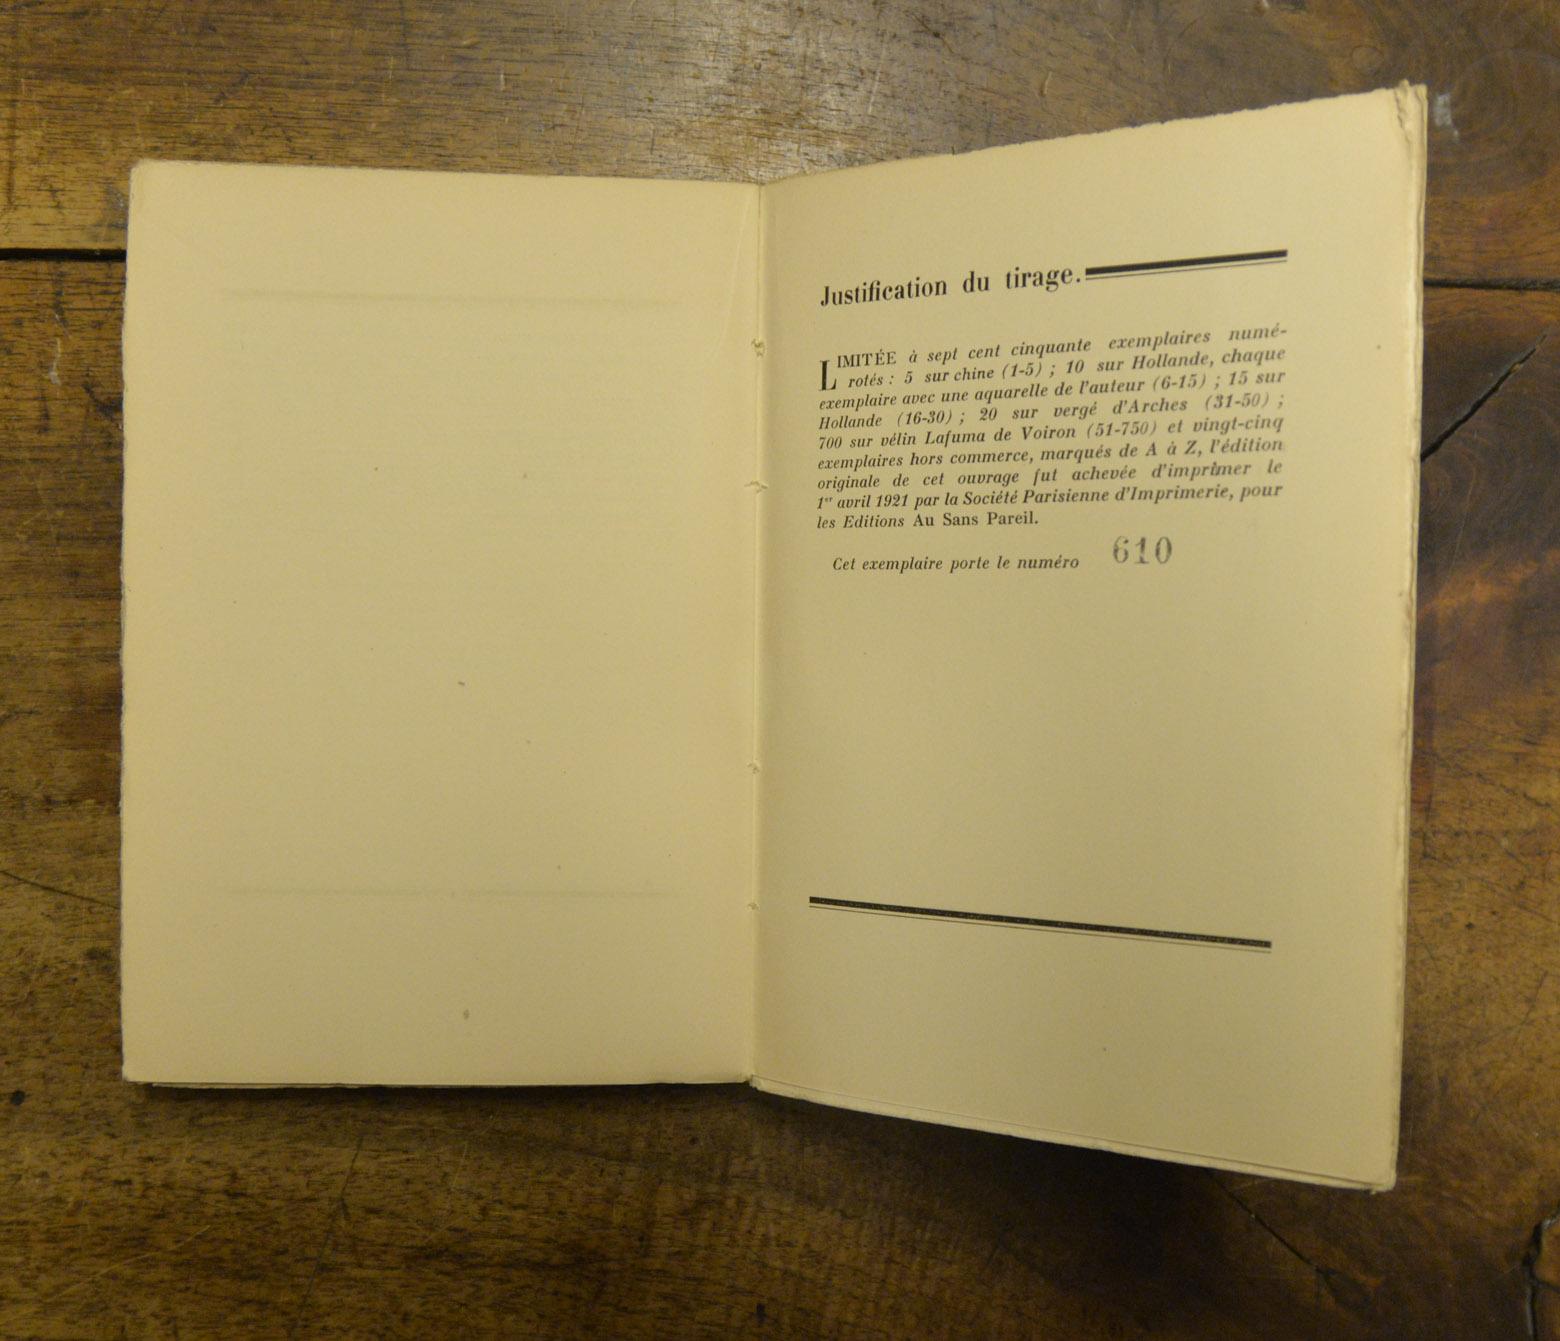 Justification du tirage.
LIMITÉE à sept cent cinquante exemplaires numé-
rotés : 5 sur chine (1-5) ; 10 sur Hollande, chaque
exemplaire avec une aquarelle de l'auteur (6-15) ; 15 sur
Hollande (16-30) ; 20 sur vergé d'Arches (31-50) ;
700 sur vélin Lafuma de Voiron (51-750) et vingt-cinq
exemplaires hors commerce, marqués de A à Z, l'édition
originale de cet ouvrage fut achevée d'imprimer le
1er avril 1921 par la Société Parisienne d'Imprimerie, pour
les Editions Au Sans Pareil.
Cet exemplaire porte le numéro 610